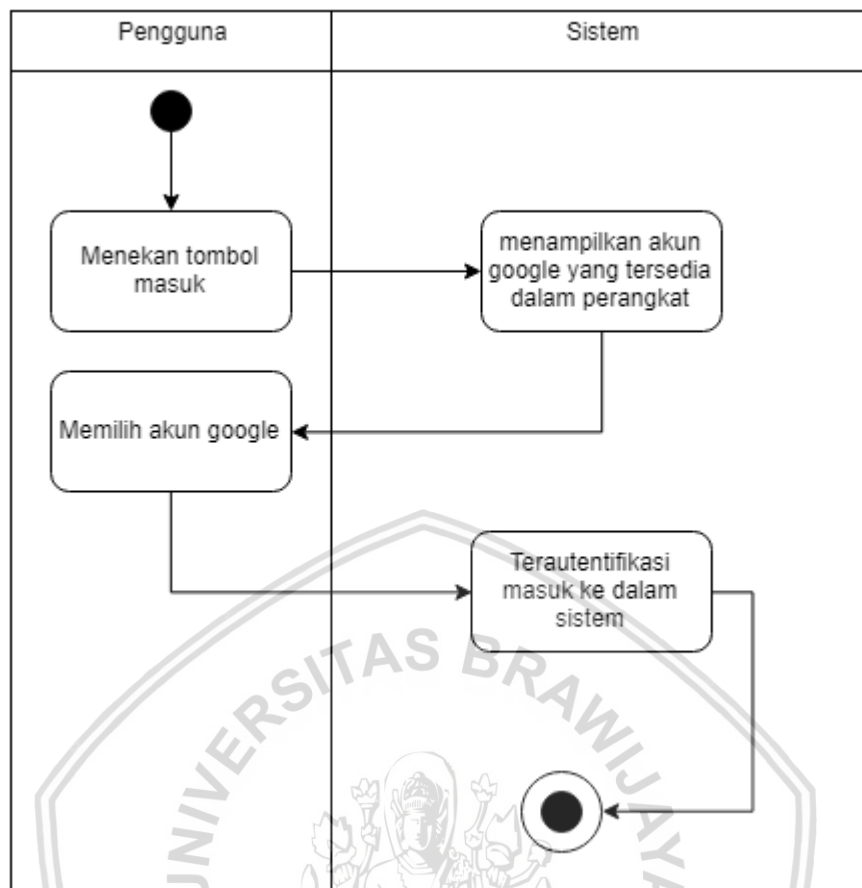 Pengguna
Sistem
Menekan tombol
masuk
menampilkan akun
google yang tersedia
dalam perangkat
Memilih akun google
Terautentifikasi
masuk ke dalam
sistem
UNIVERSITAS BRAWIJAYA